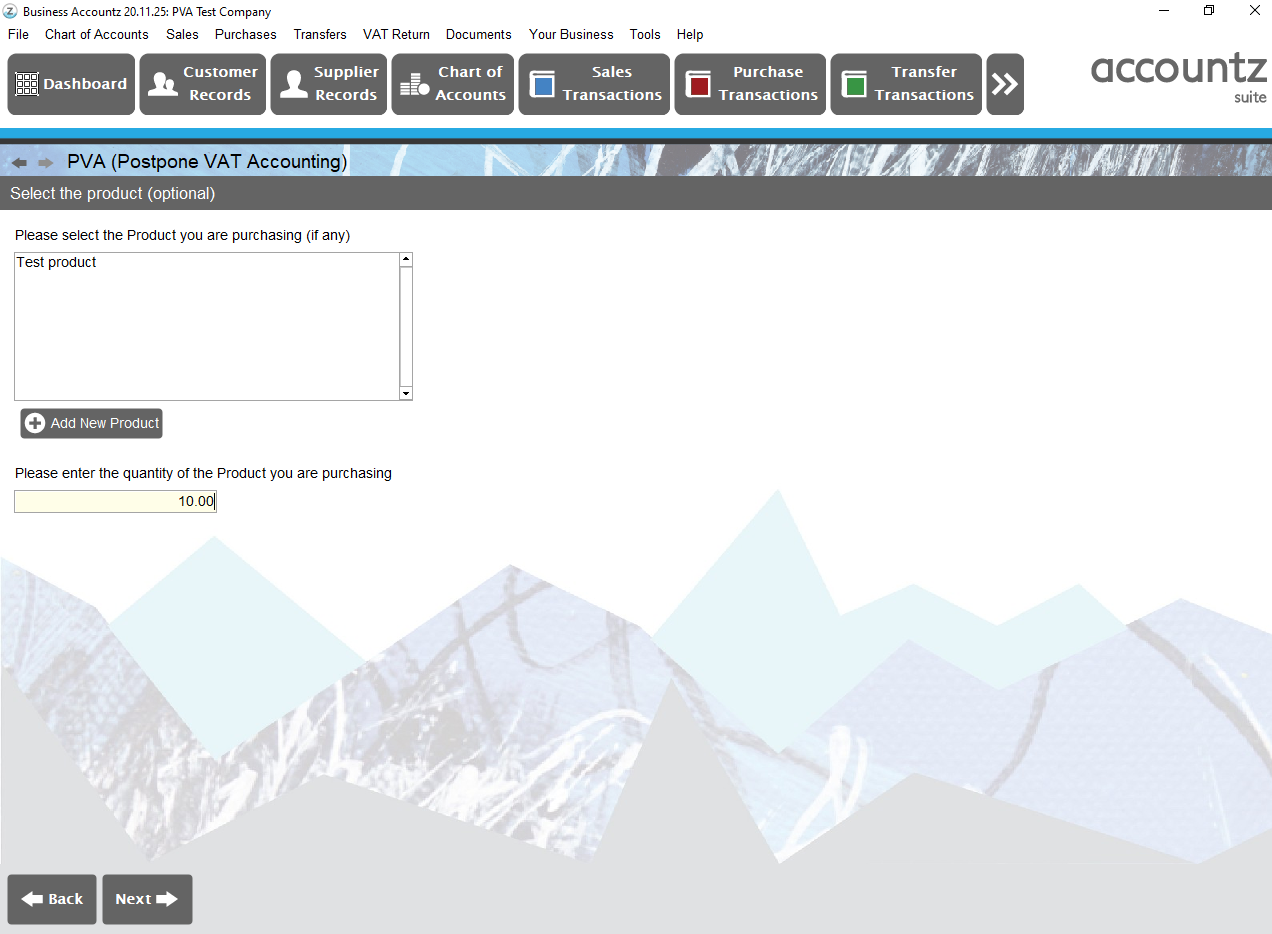 Business Accountz 20.11.25: PVA Test Company
File Chart of Accounts Sales Purchases Transfers VAT Return Documents Your Business Tools Help
Dashboard
Customer
Records
Supplier
Records
Chart of
Accounts
Sales
Transactions
Purchase
Transactions
Transfer
Transactions
accountz
suite
PVA (Postpone VAT Accounting)
Select the product (optional)
Please select the Product you are purchasing (if any)
Test product
Add New Product
Please enter the quantity of the Product you are purchasing
10.00
Back
Next